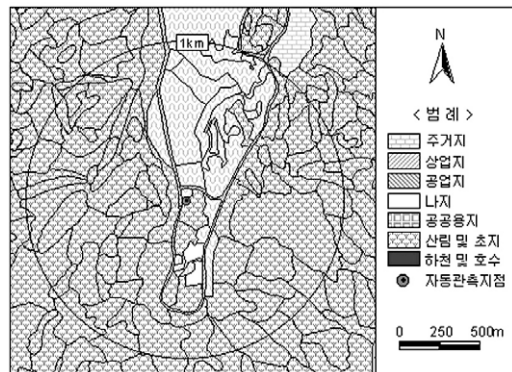 1km
N
< 범 례 >
주거지
상업지
공업지
나지
공공용지
산림 및 초지
하천 및 호수
자동관측지점
0 250 500m